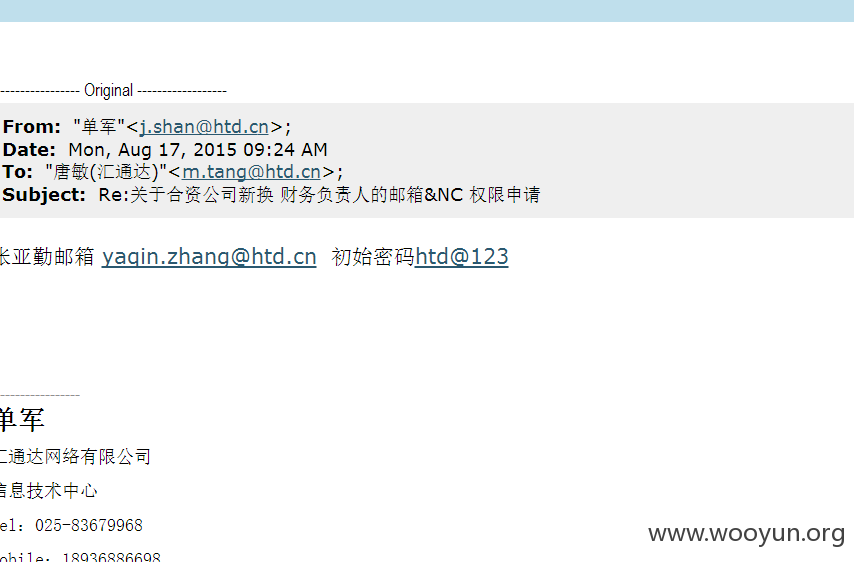 ---------------- Original ------------------
From: "单军"<j.shan@htd.cn>;
Date: Mon, Aug 17, 2015 09:24 AM
To: "唐敏(汇通达)"<m.tang@htd.cn>;
Subject: Re:关于合资公司新换 财务负责人的邮箱&NC 权限申请
张亚勤邮箱 yaqin.zhang@htd.cn 初始密码htd@123
----------------
单军
汇通达网络有限公司
信息技术中心
el：025-83679968
obile：18936886698
www.wooyun.org